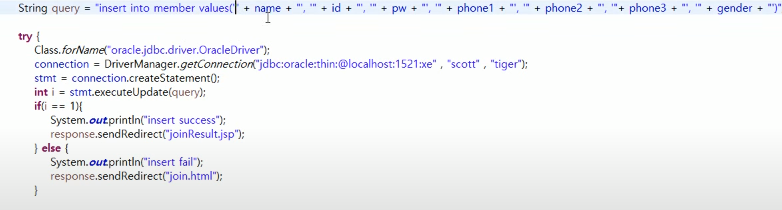 String query = "insert into member values('" + name + "', '" + id + "', '" + pw + "', '" + phone1 + "', '" + phone2 + "', '"+ phone3 + "', '" + gender + "')"
try {
Class.forName("oracle.jdbc.driver.OracleDriver");
connection = DriverManager.getConnection("jdbc:oracle:thin:@localhost:1521:xe" , "scott" , "tiger");
stmt = connection.createStatement();
int i = stmt.executeUpdate(query);
if(i == 1){
System.out.println("insert success");
response.sendRedirect("joinResult.jsp");
} else {
System.out.println("insert fail");
response.sendRedirect("join.html");
}